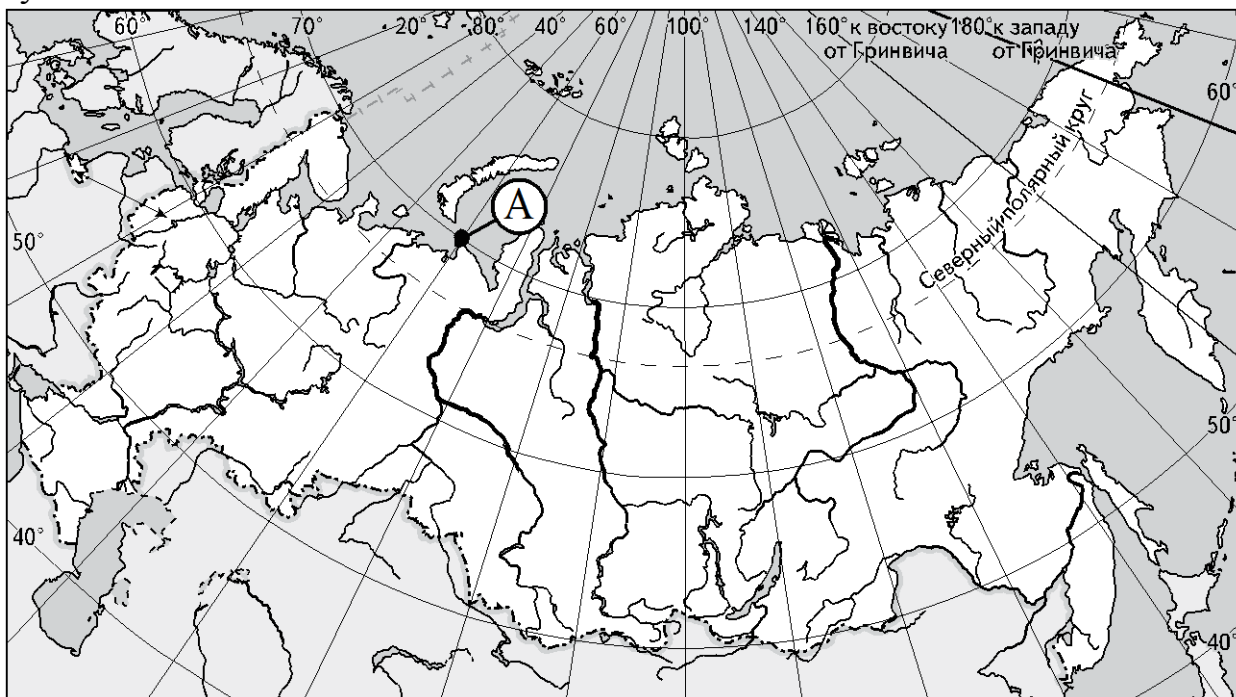 60° 70° 20° 80° 40° 60° 100° 140° 160° к востоку 180° к западу
от Гринвича от Гринвича
60°
А
Северный полярный круг
50°
50°
40°
40°